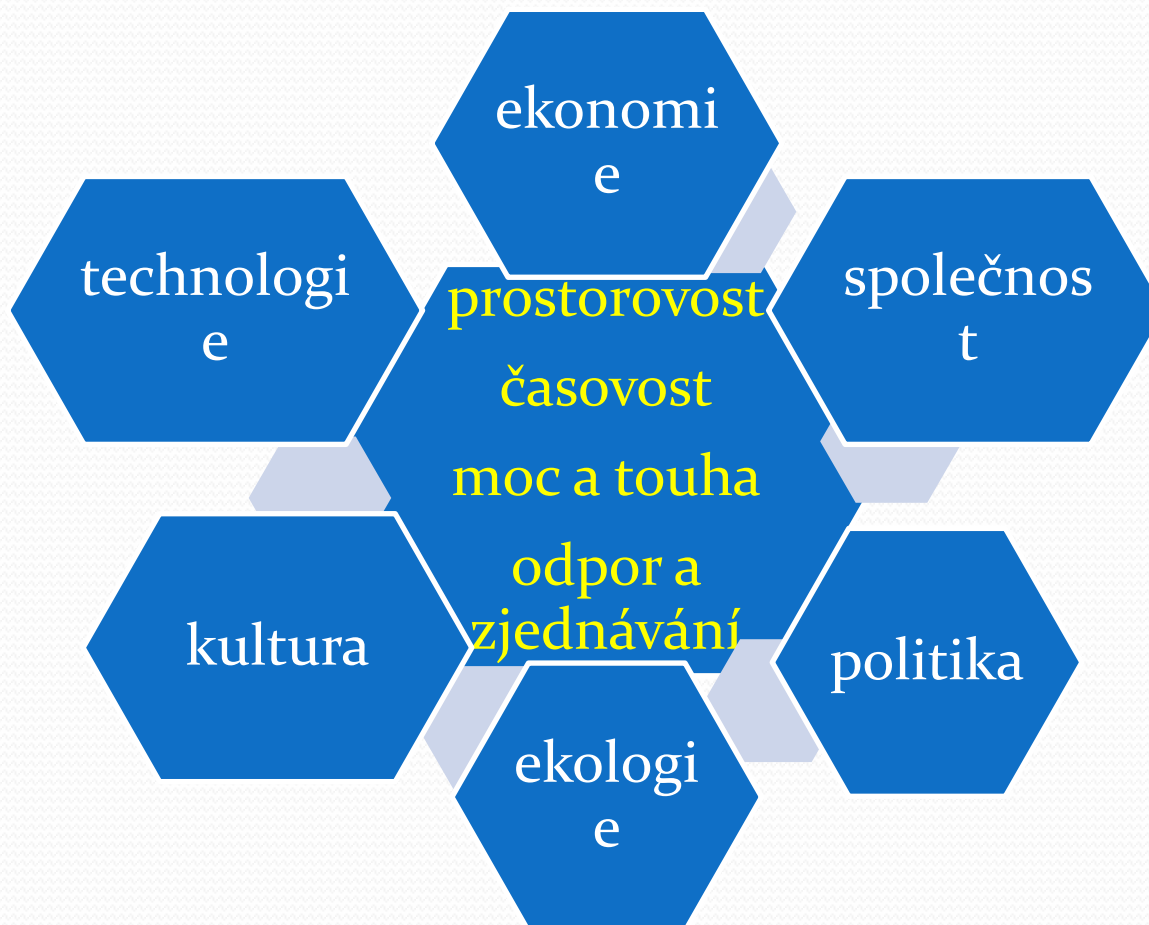 ekonomi
e
technologi
e
společnos
t
prostorovost
časovost
moc a touha
odpor a
zjednávání
kultura
politika
ekologi
e